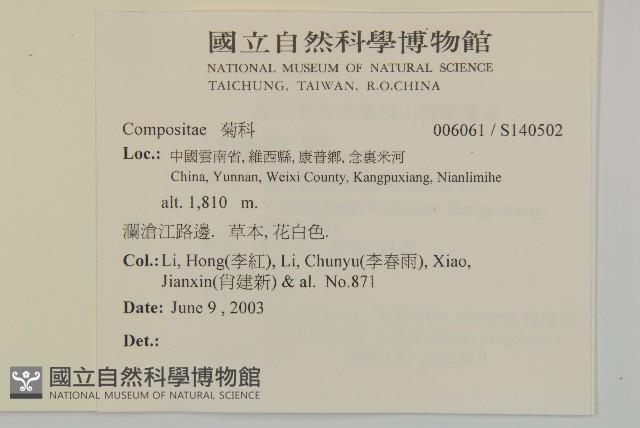 國立自然科學博物館
NATIONAL MUSEUM OF NATURAL SCIENCE
TAICHUNG, TAIWAN, R.O.CHINA
Compositae 菊科 006061 / S140502
Loc.: 中國雲南省, 維西縣, 康普鄉, 念裏米河
China, Yunnan, Weixi County, Kangpuxiang, Nianlimihe
alt. 1,810 m.
瀾滄江路邊. 草本, 花白色.
Col.: Li, Hong(李紅), Li, Chunyu(李春雨), Xiao,
Jianxin(肖建新) & al. No.871
Date: June 9 , 2003
Det.:
國立自然科學博物館
NATIONAL MUSEUM OF NATURAL SCIENCE